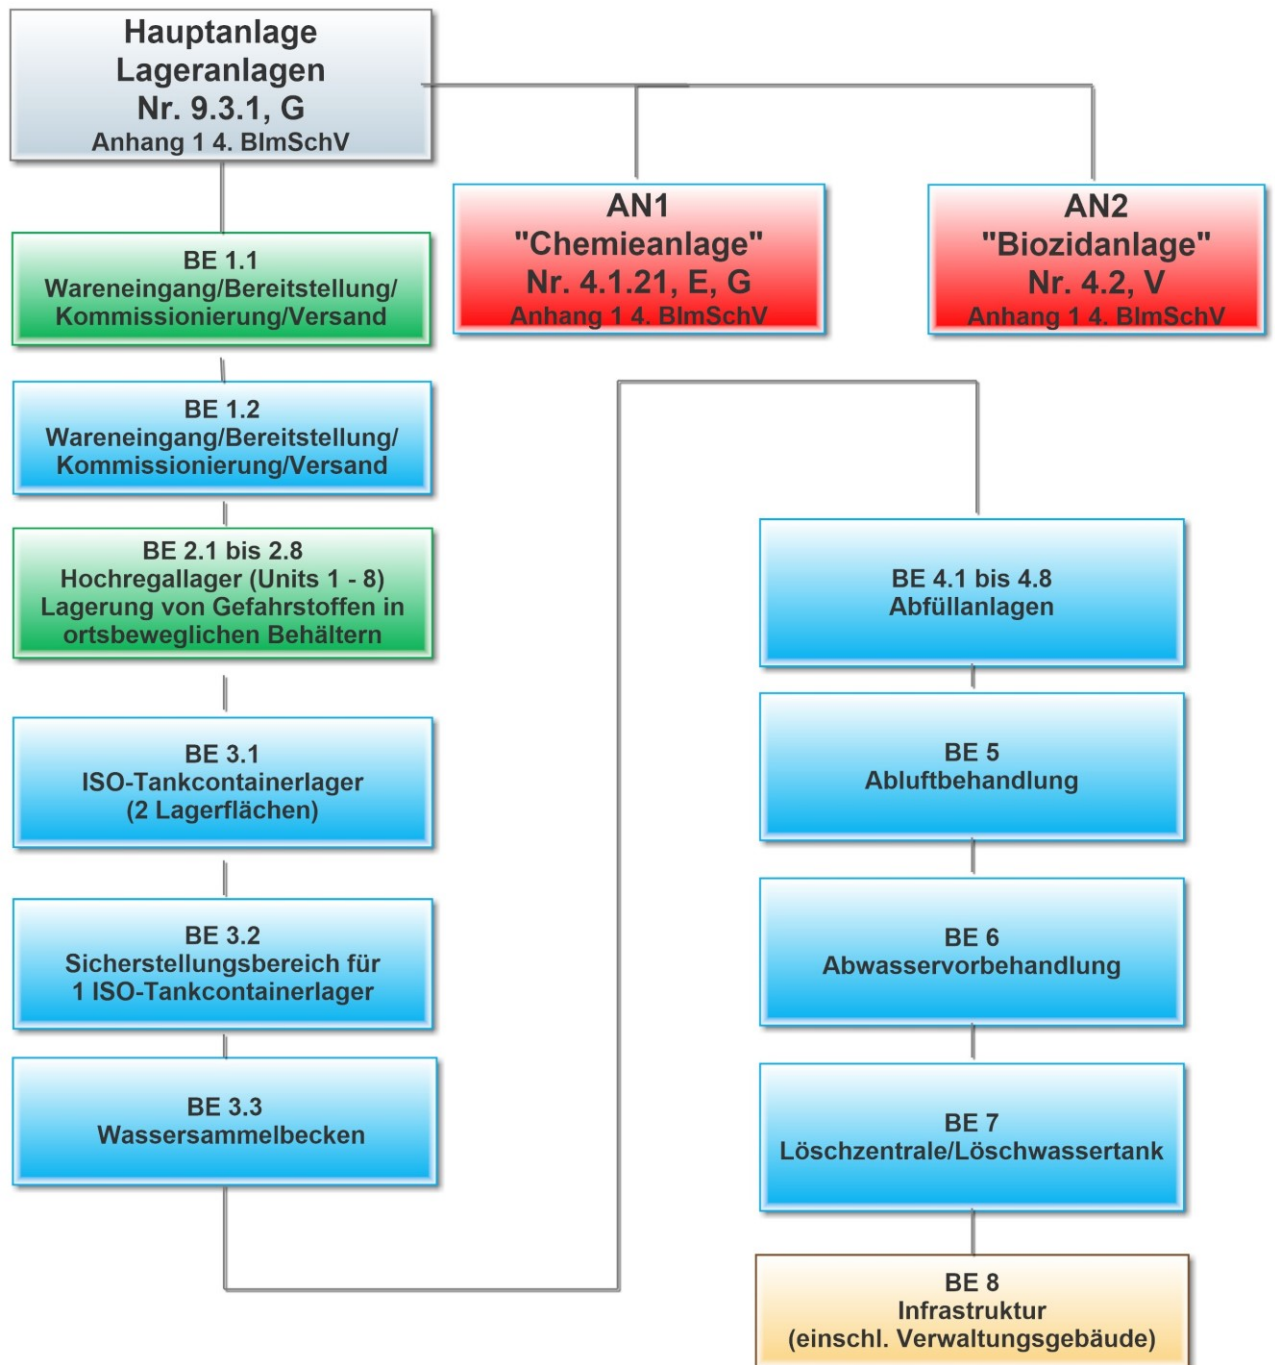 Hauptanlage
Lageranlagen
Nr. 9.3.1, G
Anhang 1 4. BImSchV
AN1
"Chemieanlage"
Nr. 4.1.21, E, G
Anhang 1 4. BImSchV
AN2
"Biozidanlage"
Nr. 4.2, V
Anhang 1 4. BImSchV
BE 1.1
Wareneingang/Bereitstellung/
Kommissionierung/Versand
BE 1.2
Wareneingang/Bereitstellung/
Kommissionierung/Versand
BE 2.1 bis 2.8
Hochregallager (Units 1 - 8)
Lagerung von Gefahrstoffen in
ortsbeweglichen Behältern
BE 3.1
ISO-Tankcontainerlager
(2 Lagerflächen)
BE 3.2
Sicherstellungsbereich für
1 ISO-Tankcontainerlager
BE 3.3
Wassersammelbecken
BE 4.1 bis 4.8
Abfüllanlagen
BE 5
Abluftbehandlung
BE 6
Abwasservorbehandlung
BE 7
Löschzentrale/Löschwassertank
BE 8
Infrastruktur
(einschl. Verwaltungsgebäude)